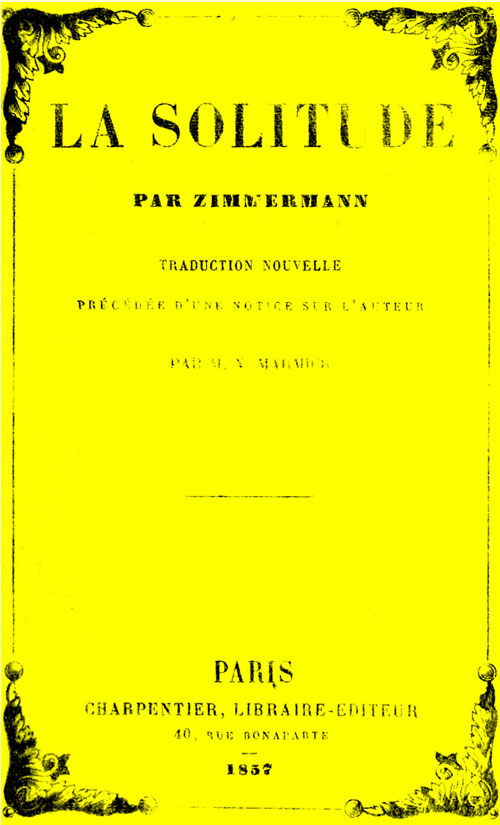 LA SOLITUDE
PAR ZIMMERMANN
TRADUCTION NOUVELLE
PRÉCÉDÉE D'UNE NOTICE SUR L'AUTEUR
PAR M. X. MARMIER
PARIS
CHARPENTIER, LIBRAIRE-EDITEUR
40, RUE BONAPARTE
1857